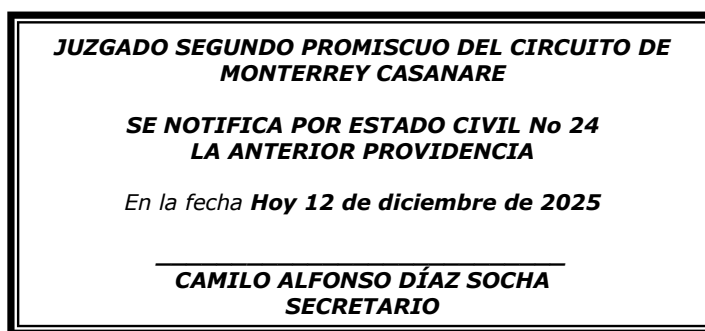 JUZGADO SEGUNDO PROMISCUO DEL CIRCUITO DE
MONTERREY CASANARE
SE NOTIFICA POR ESTADO CIVIL No 24
LA ANTERIOR PROVIDENCIA
En la fecha Hoy 12 de diciembre de 2025
CAMILO ALFONSO DÍAZ SOCHA
SECRETARIO